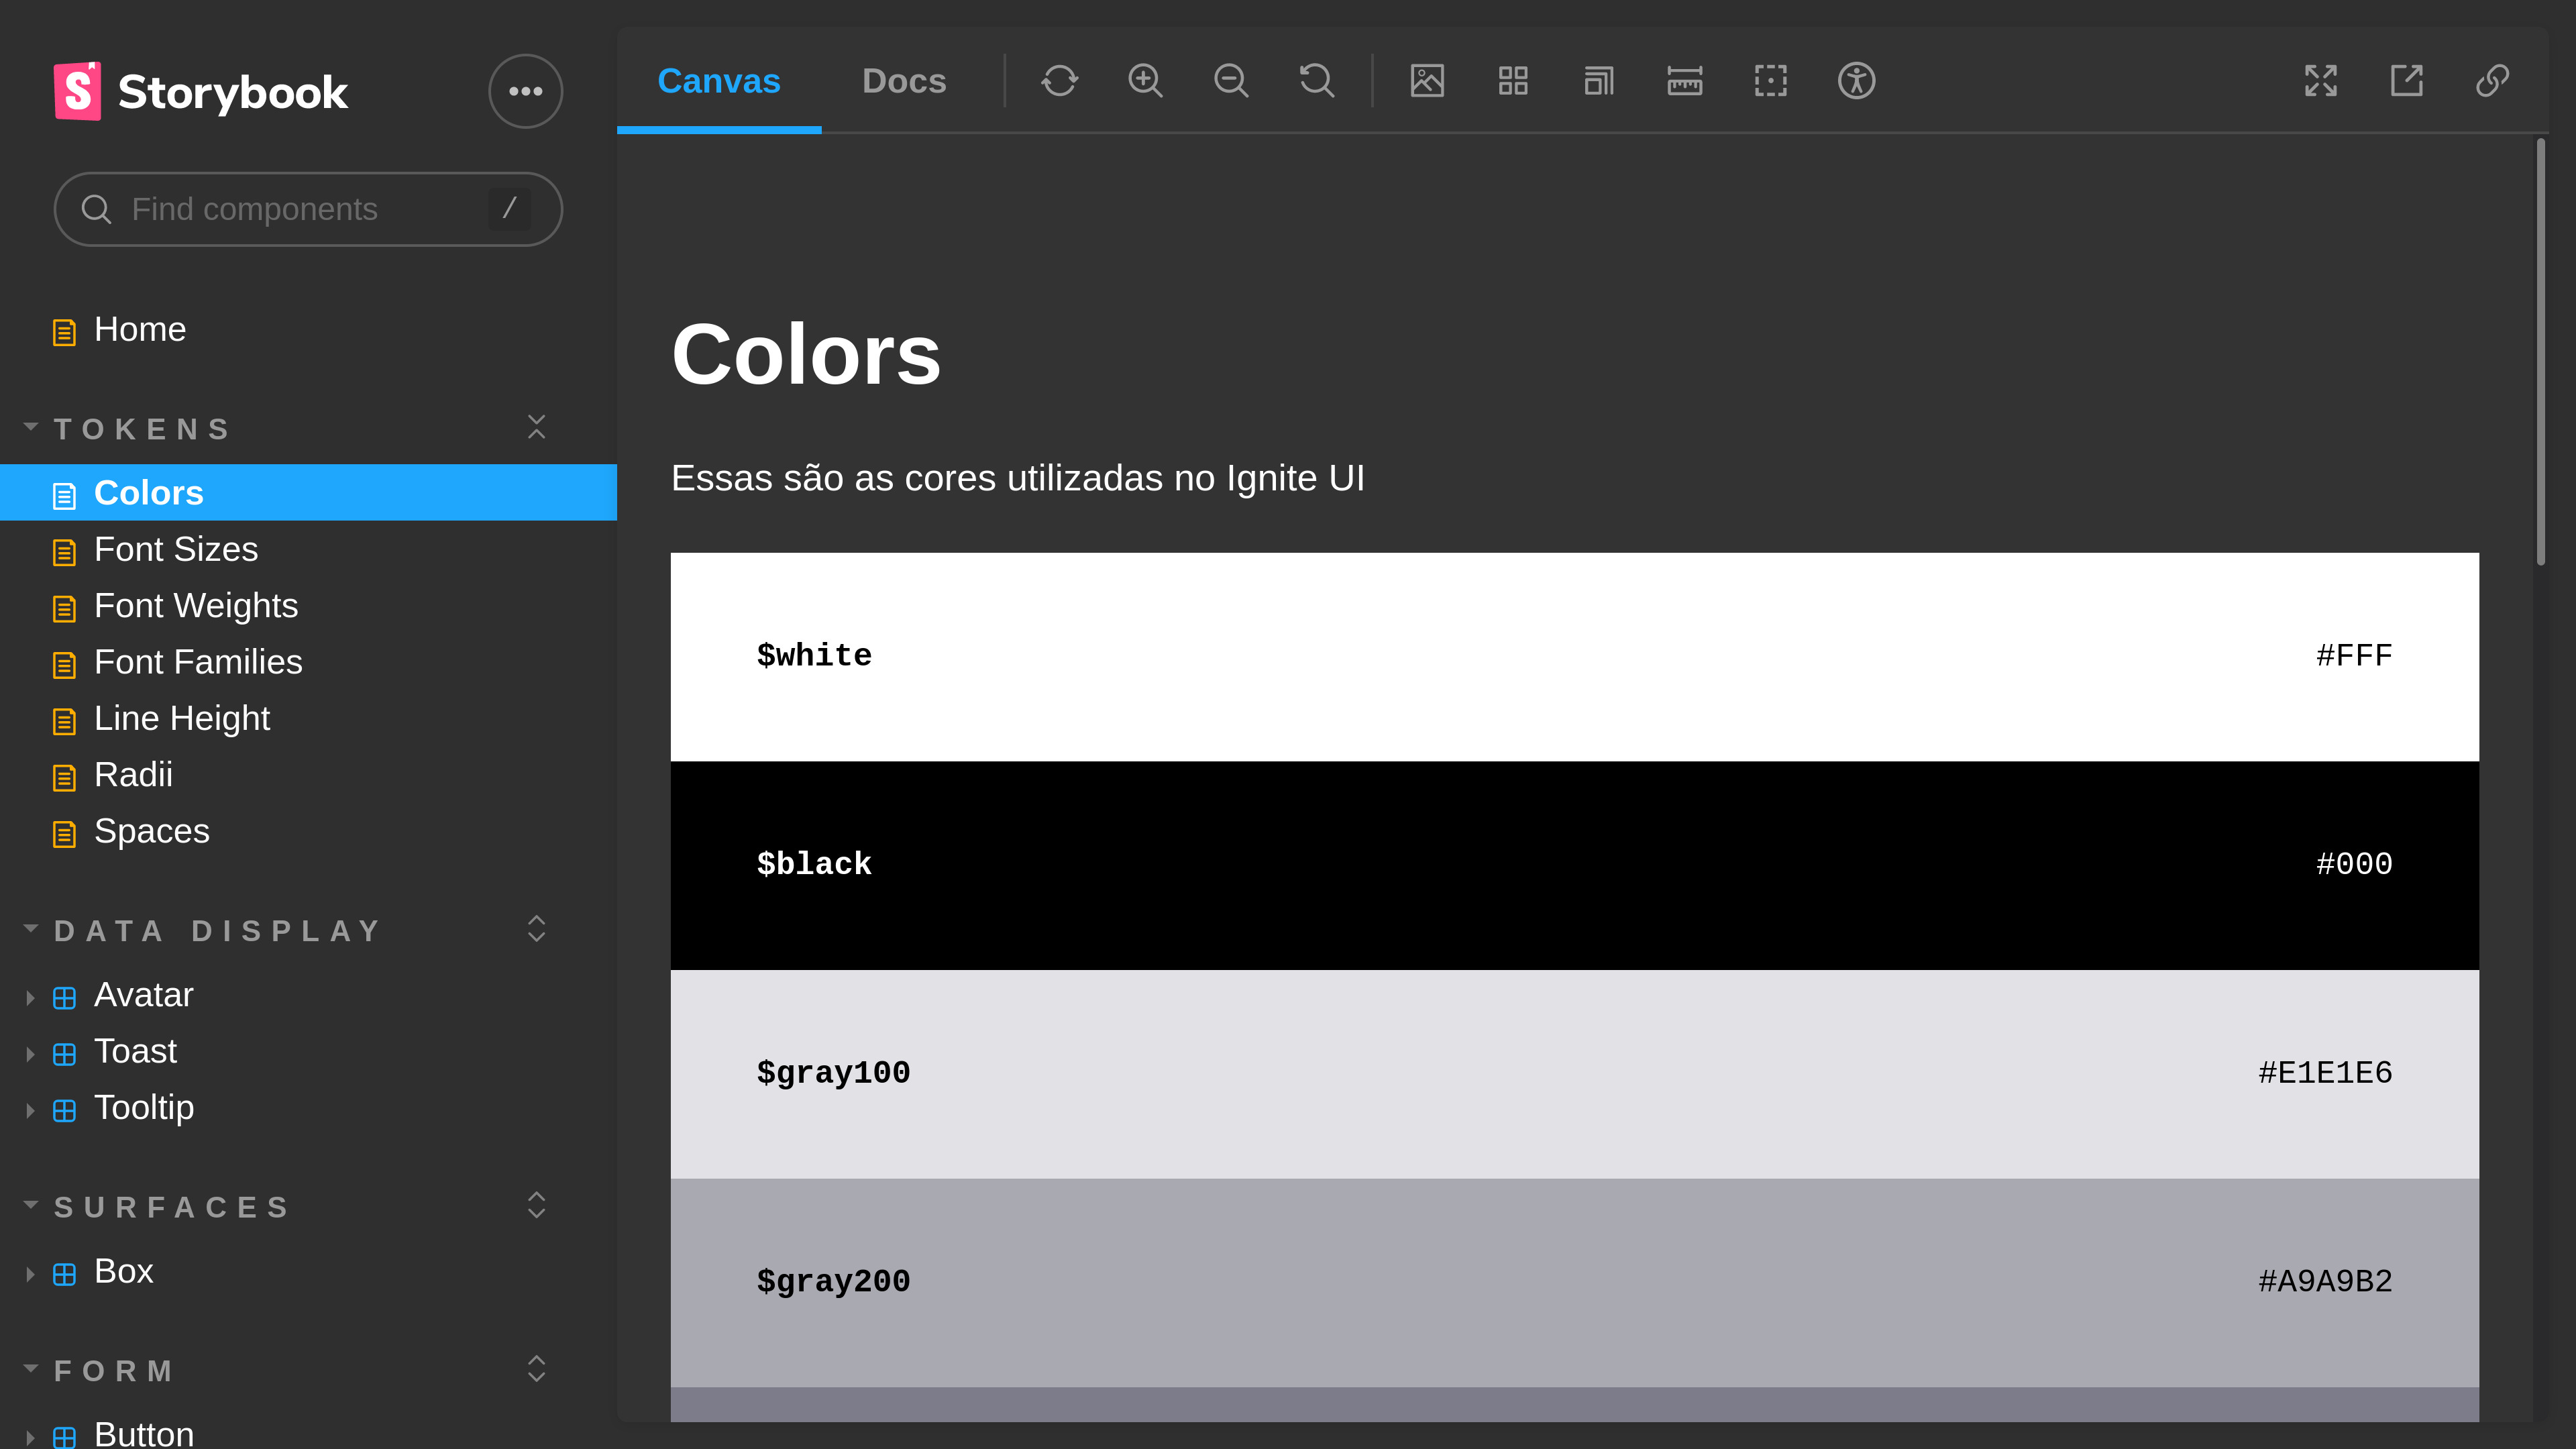 Storybook
Find components
/
Home
TOKENS
Colors
Font Sizes
Font Weights
Font Families
Line Height
Radii
Spaces
DATA DISPLAY
Avatar
Toast
Tooltip
SURFACES
Box
FORM
Button
Canvas
Docs
Colors
Essas são as cores utilizadas no Ignite UI
$white #FFF
$black #000
$gray100 #E1E1E6
$gray200 #A9A9B2